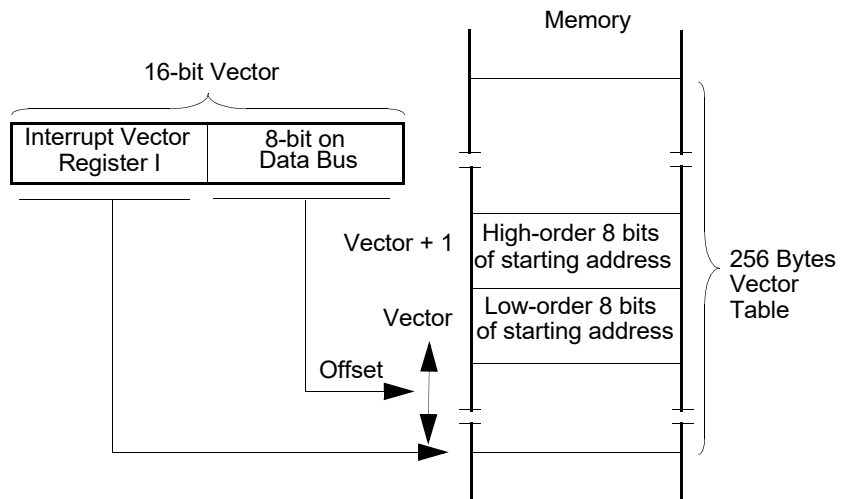 Memory
16-bit Vector
Interrupt Vector
Register I
8-bit on
Data Bus
Vector + 1
High-order 8 bits
of starting address
256 Bytes
Vector
Table
Vector
Low-order 8 bits
of starting address
Offset